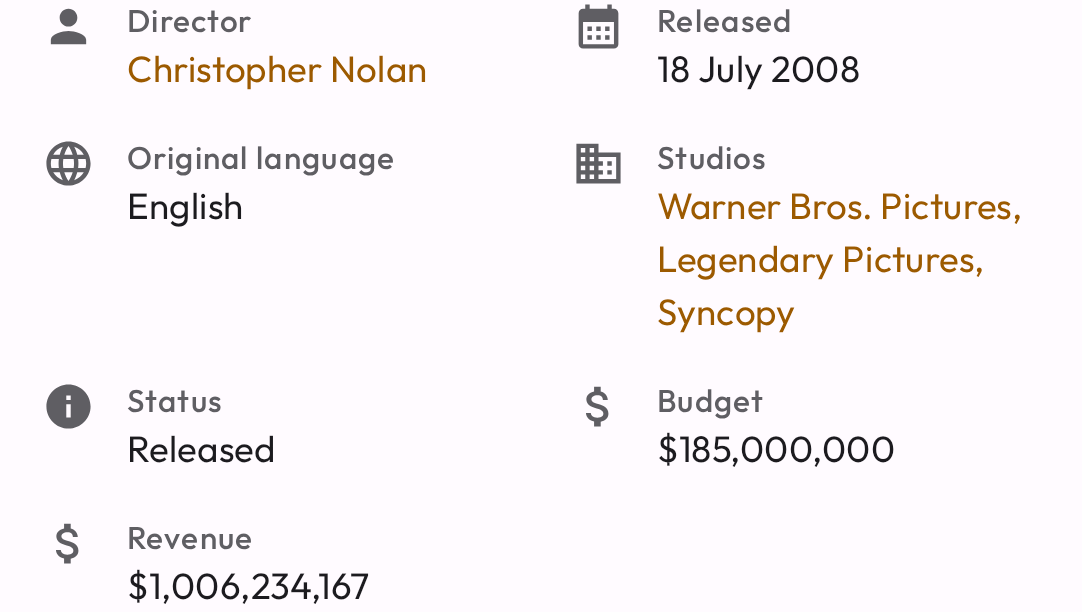 Director
Christopher Nolan
Released
18 July 2008
Original language
English
Studios
Warner Bros. Pictures,
Legendary Pictures,
Syncopy
Status
Released
Budget
$185,000,000
Revenue
$1,006,234,167